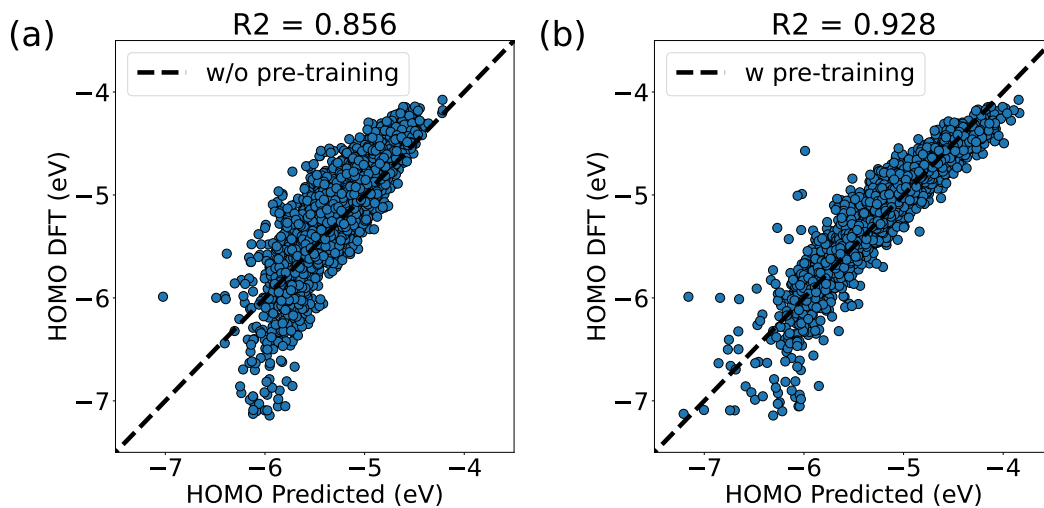 (a)
R2 = 0.856
w/o pre-training
HOMO DFT (eV)
−4
−5
−6
−7
−7 −6 −5 −4
HOMO Predicted (eV)
(b)
R2 = 0.928
w pre-training
HOMO DFT (eV)
−4
−5
−6
−7
−7 −6 −5 −4
HOMO Predicted (eV)